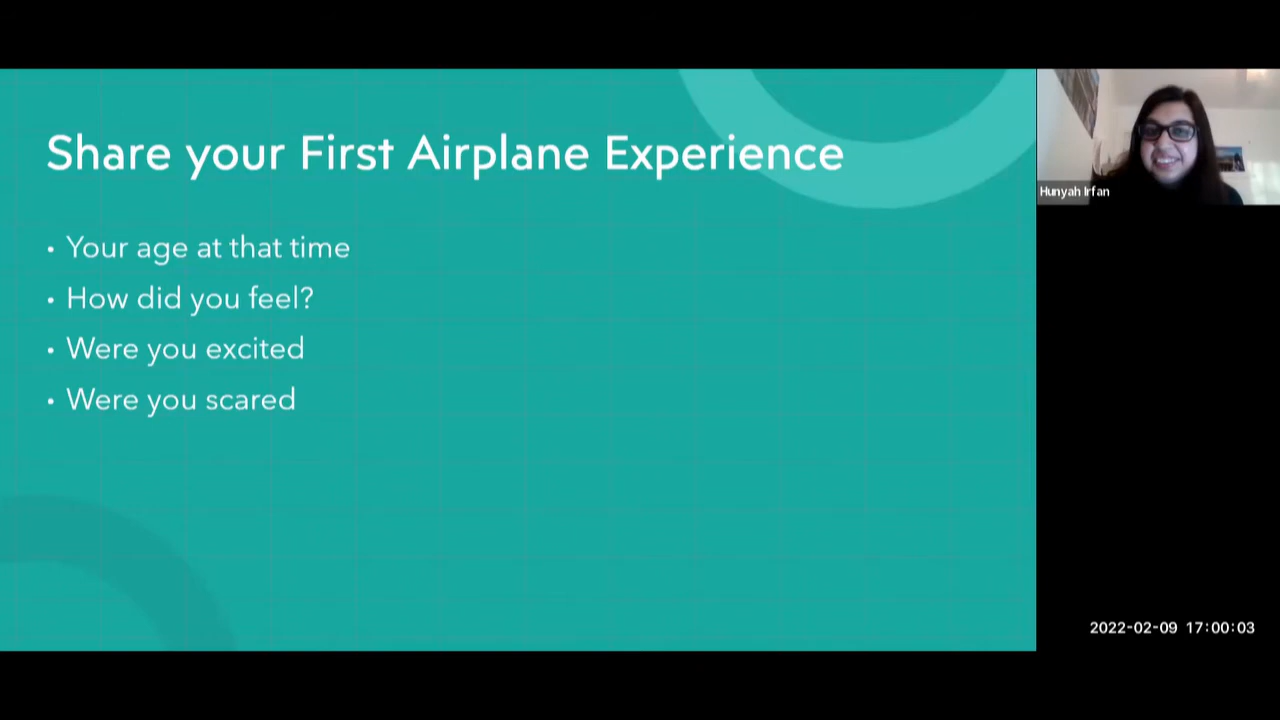 Share your First Airplane Experience
• Your age at that time
• How did you feel?
• Were you excited
• Were you scared
Hunyah Irfan
2022-02-09 17:00:03